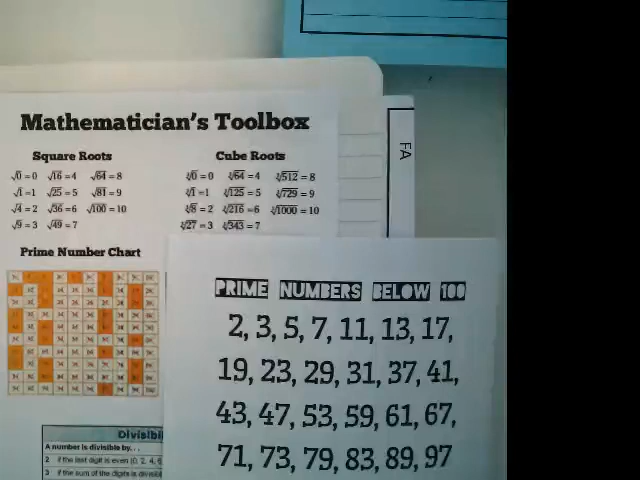 FA
Mathematician's Toolbox
Square Roots
√0 = 0 √16 = 4 √64 = 8
√1 = 1 √25 = 5 √81 = 9
√4 = 2 √36 = 6 √100 = 10
√9 = 3 √49 = 7
Cube Roots
∛0 = 0 ∛64 = 4 ∛512 = 8
∛1 = 1 ∛125 = 5 ∛729 = 9
∛8 = 2 ∛216 = 6 ∛1000 = 10
∛27 = 3 ∛343 = 7
Prime Number Chart
PRIME NUMBERS BELOW 100
2, 3, 5, 7, 11, 13, 17,
19, 23, 29, 31, 37, 41,
43, 47, 53, 59, 61, 67,
71, 73, 79, 83, 89, 97
Divisibi
A number is divisible by. . .
2 if the last digit is even (0, 2, 4, 6
3 if the sum of the digits is divisib